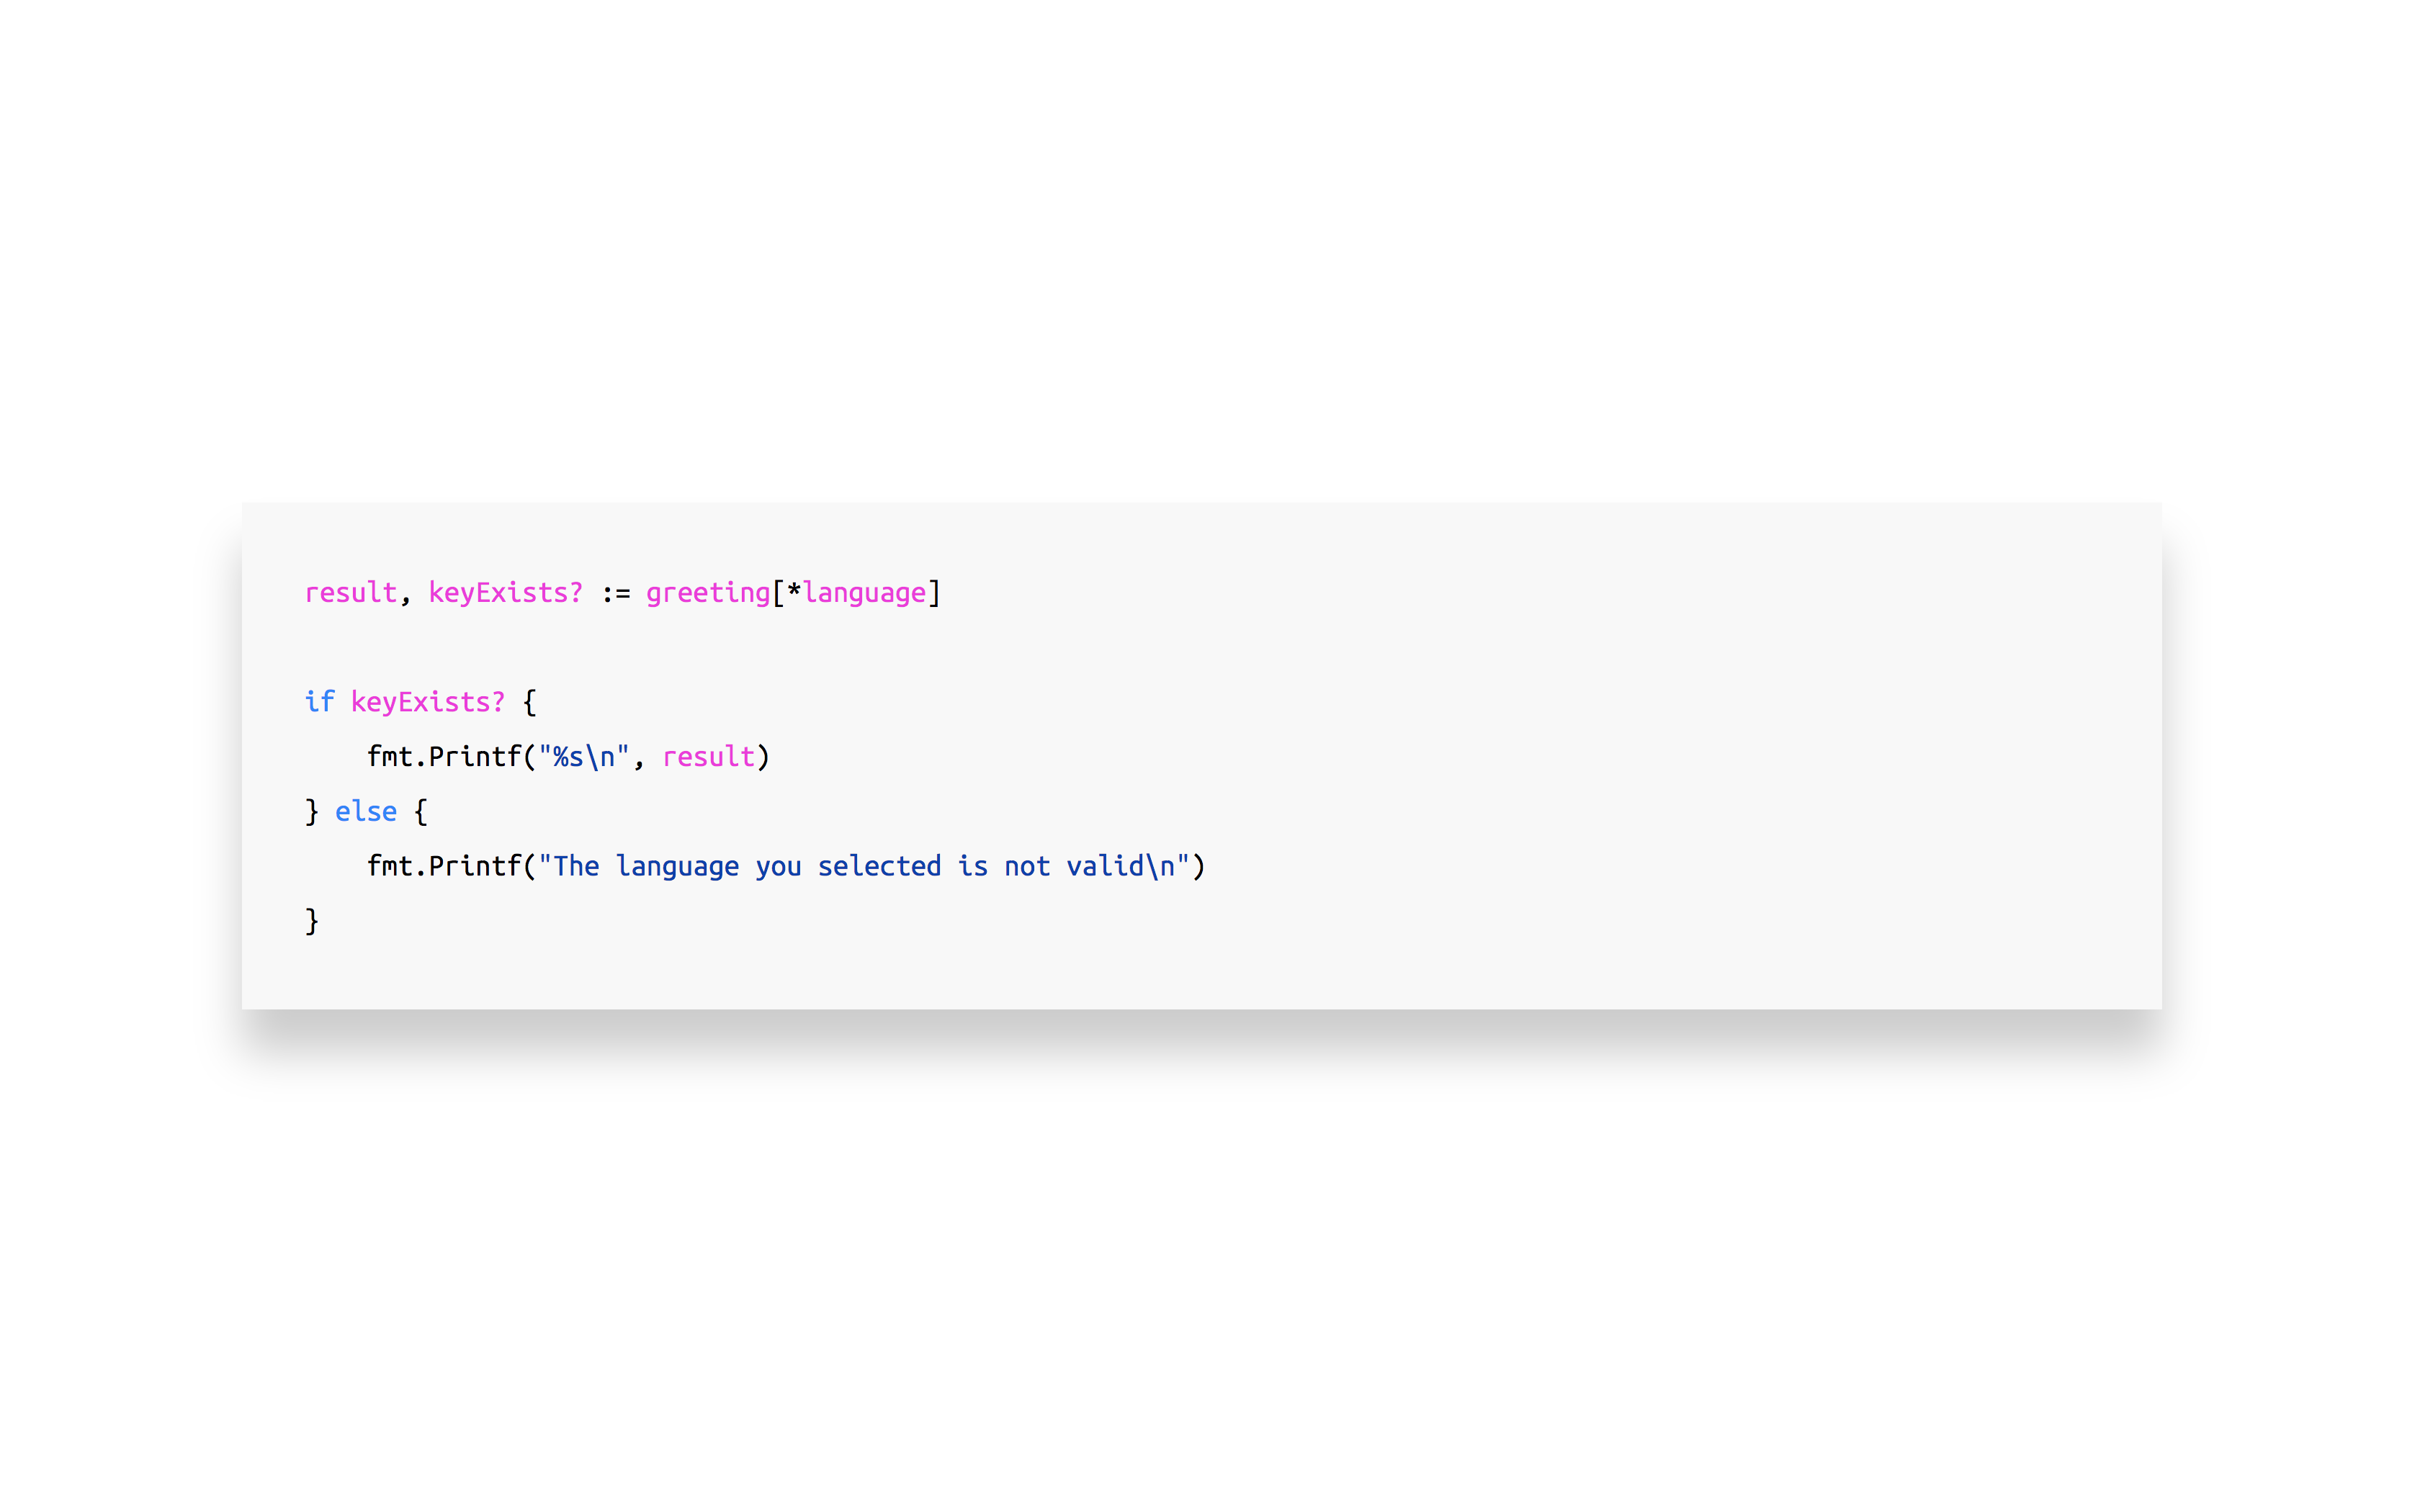 result, keyExists? := greeting[*language]
if keyExists? {
    fmt.Printf("%s\n", result)
} else {
    fmt.Printf("The language you selected is not valid\n")
}